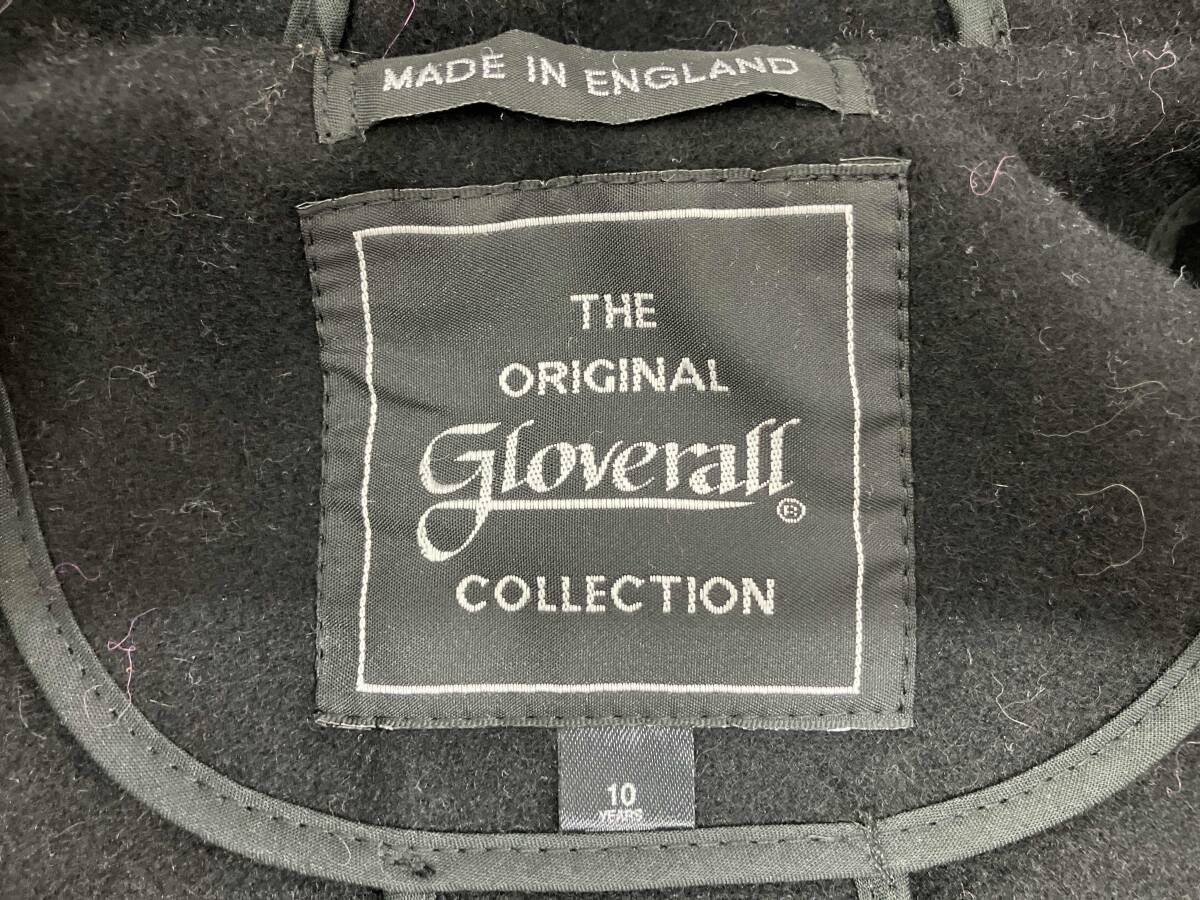 MADE IN ENGLAND
THE
ORIGINAL
Gloverall®
COLLECTION
10
YEARS